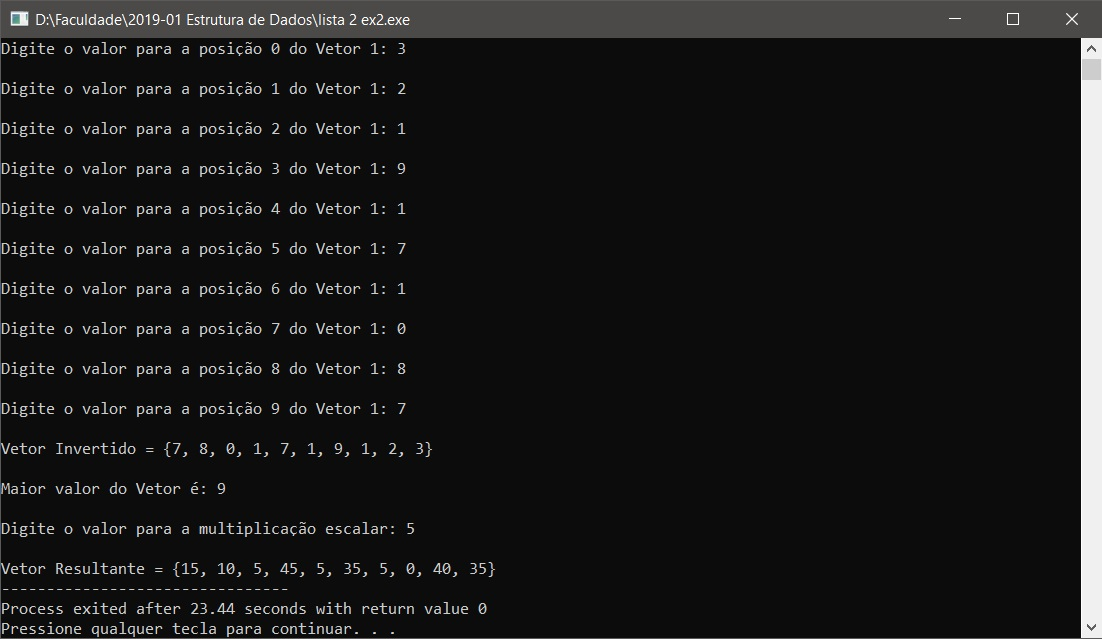 D:\Faculdade\2019-01 Estrutura de Dados\lista 2 ex2.exe
Digite o valor para a posição 0 do Vetor 1: 3
Digite o valor para a posição 1 do Vetor 1: 2
Digite o valor para a posição 2 do Vetor 1: 1
Digite o valor para a posição 3 do Vetor 1: 9
Digite o valor para a posição 4 do Vetor 1: 1
Digite o valor para a posição 5 do Vetor 1: 7
Digite o valor para a posição 6 do Vetor 1: 1
Digite o valor para a posição 7 do Vetor 1: 0
Digite o valor para a posição 8 do Vetor 1: 8
Digite o valor para a posição 9 do Vetor 1: 7
Vetor Invertido = {7, 8, 0, 1, 7, 1, 9, 1, 2, 3}
Maior valor do Vetor é: 9
Digite o valor para a multiplicação escalar: 5
Vetor Resultante = {15, 10, 5, 45, 5, 35, 5, 0, 40, 35}
--------------------------------
Process exited after 23.44 seconds with return value 0
Pressione qualquer tecla para continuar. . .